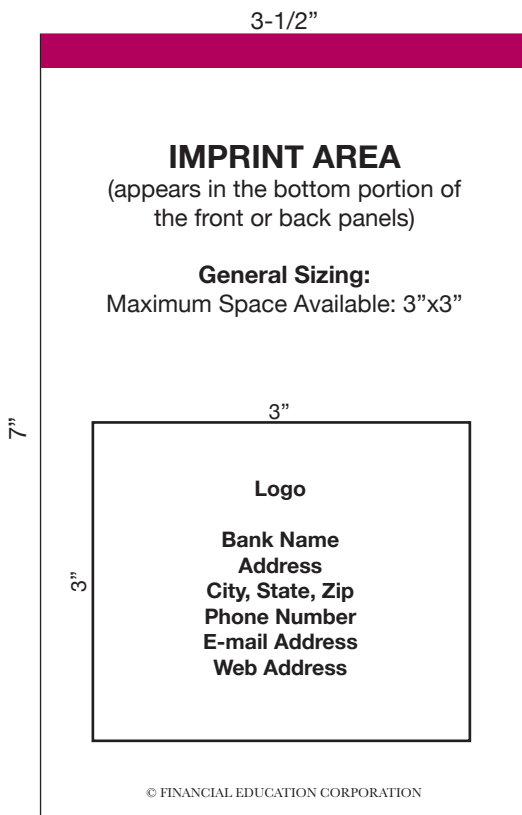 3-1/2”
IMPRINT AREA
(appears in the bottom portion of
the front or back panels)
General Sizing:
Maximum Space Available: 3”x3”
7”
3”
3”
Logo
Bank Name
Address
City, State, Zip
Phone Number
E-mail Address
Web Address
© FINANCIAL EDUCATION CORPORATION